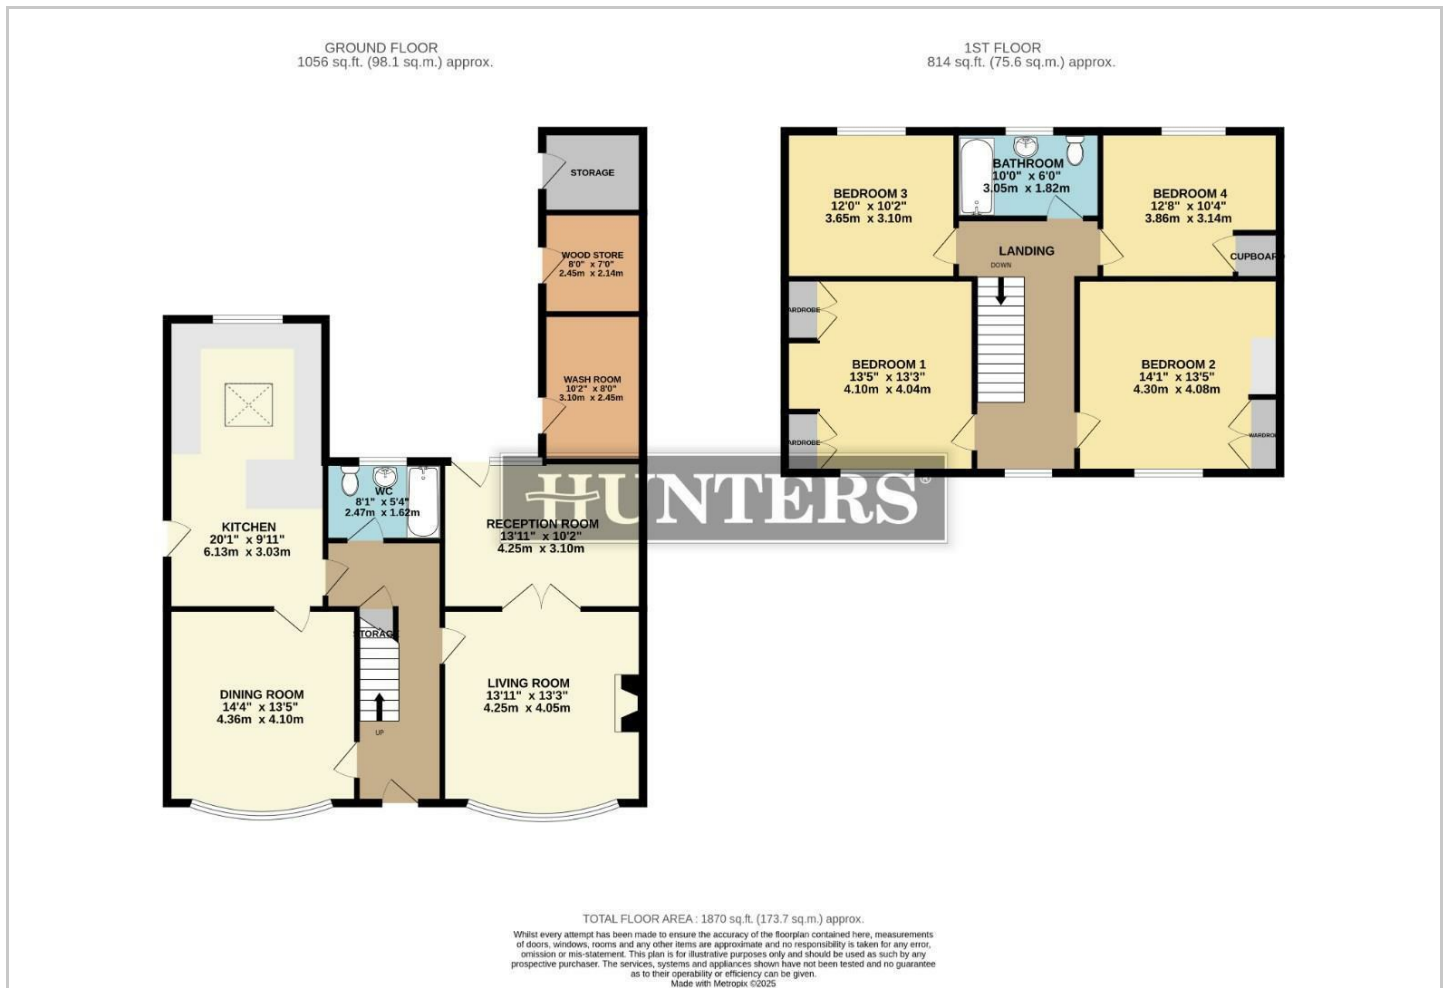 GROUND FLOOR
1056 sq.ft. (98.1 sq.m.) approx.
1ST FLOOR
814 sq.ft. (75.6 sq.m.) approx.
STORAGE
WOOD STORE
8'0" x 7'0"
2.45m x 2.14m
WASH ROOM
10'2" x 8'0"
3.10m x 2.45m
WC
8'1" x 5'4"
2.47m x 1.62m
RECEPTION ROOM
13'11" x 10'2"
4.25m x 3.10m
KITCHEN
20'1" x 9'11"
6.13m x 3.03m
STORAGE
DINING ROOM
14'4" x 13'5"
4.36m x 4.10m
UP
LIVING ROOM
13'11" x 13'3"
4.25m x 4.05m
BEDROOM 3
12'0" x 10'2"
3.65m x 3.10m
BATHROOM
10'0" x 6'0"
3.05m x 1.82m
BEDROOM 4
12'8" x 10'4"
3.86m x 3.14m
LANDING
DOWN
CUPBOARD
ARDROBE
BEDROOM 1
13'5" x 13'3"
4.10m x 4.04m
ARDROBE
BEDROOM 2
14'1" x 13'5"
4.30m x 4.08m
WARDROB
HUNTERS®
TOTAL FLOOR AREA : 1870 sq.ft. (173.7 sq.m.) approx.
Whilst every attempt has been made to ensure the accuracy of the floorplan contained here, measurements
of doors, windows, rooms and any other items are approximate and no responsibility is taken for any error,
omission or mis-statement. This plan is for illustrative purposes only and should be used as such by any
prospective purchaser. The services, systems and appliances shown have not been tested and no guarantee
as to their operability or efficiency can be given.
Made with Metropix ©2025